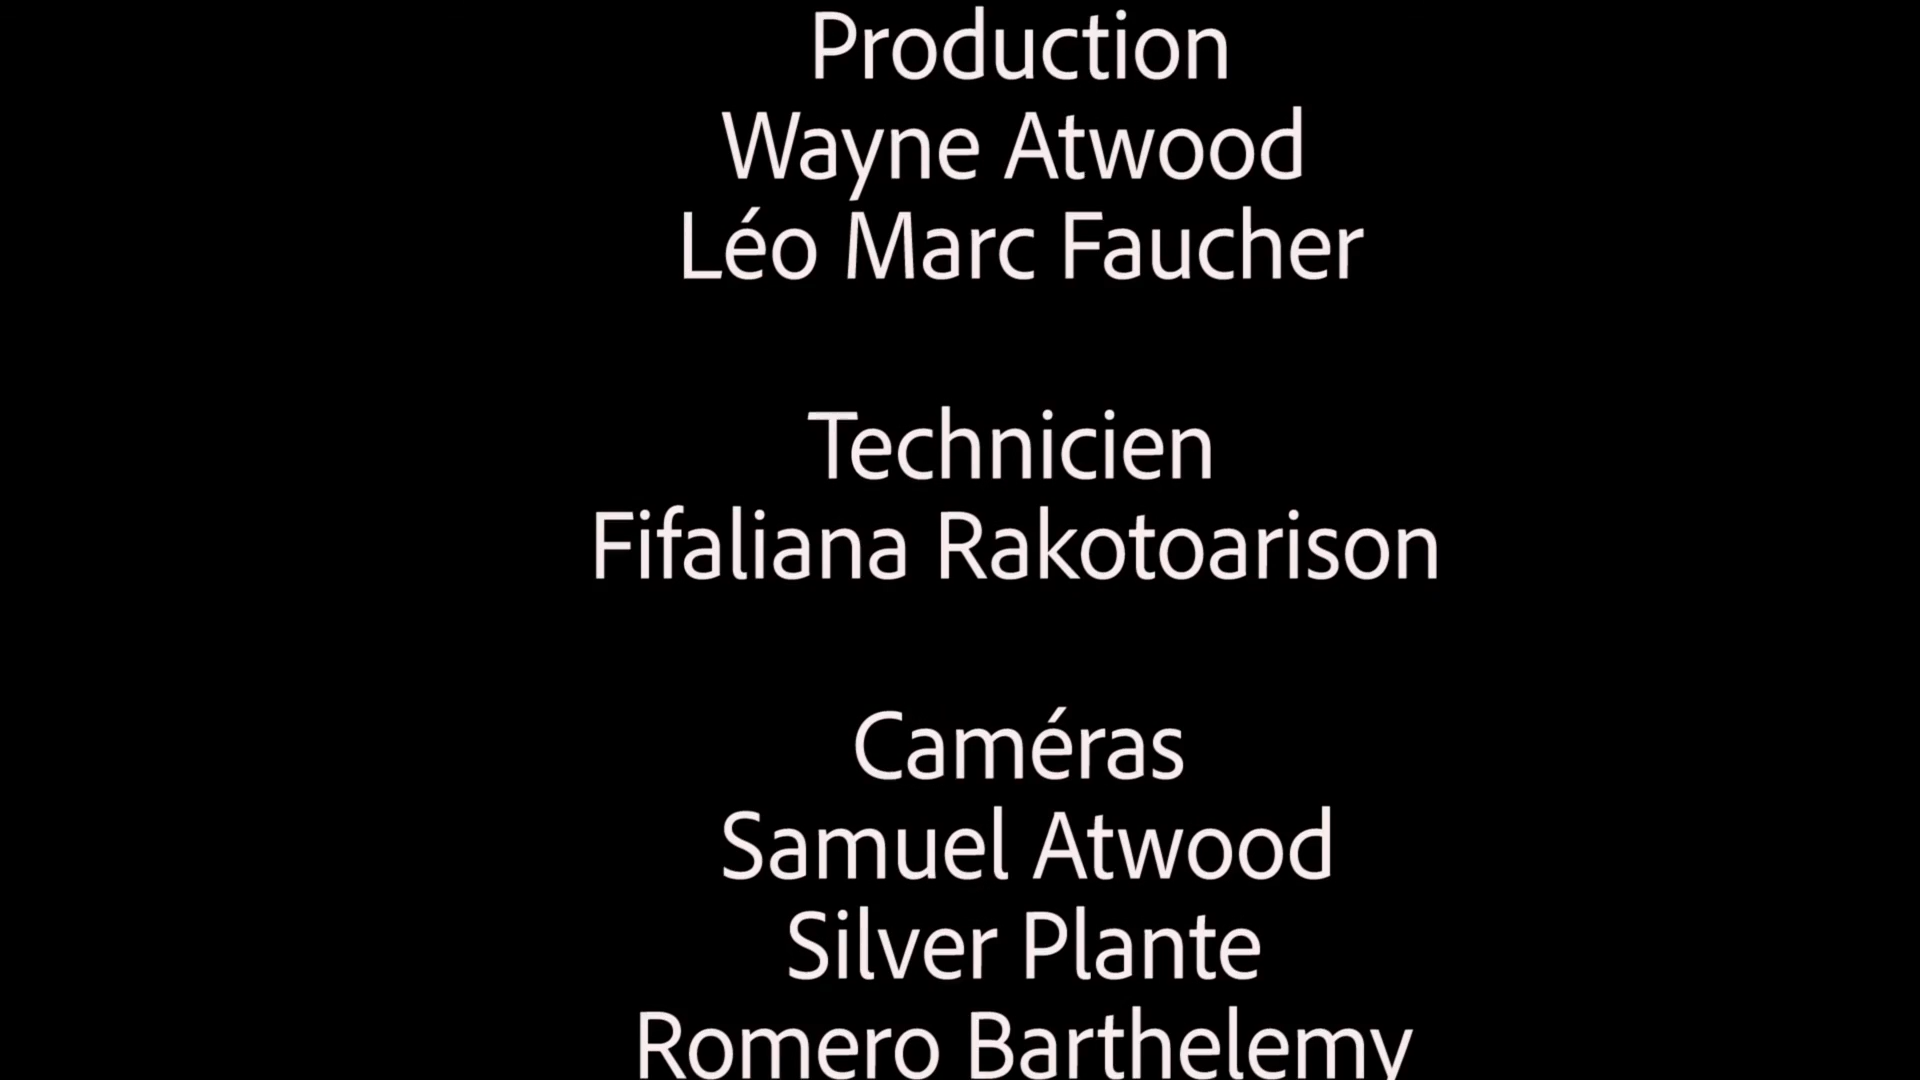 Production
Wayne Atwood
Léo Marc Faucher
Technicien
Fifaliana Rakotoarison
Caméras
Samuel Atwood
Silver Plante
Romero Barthelemy